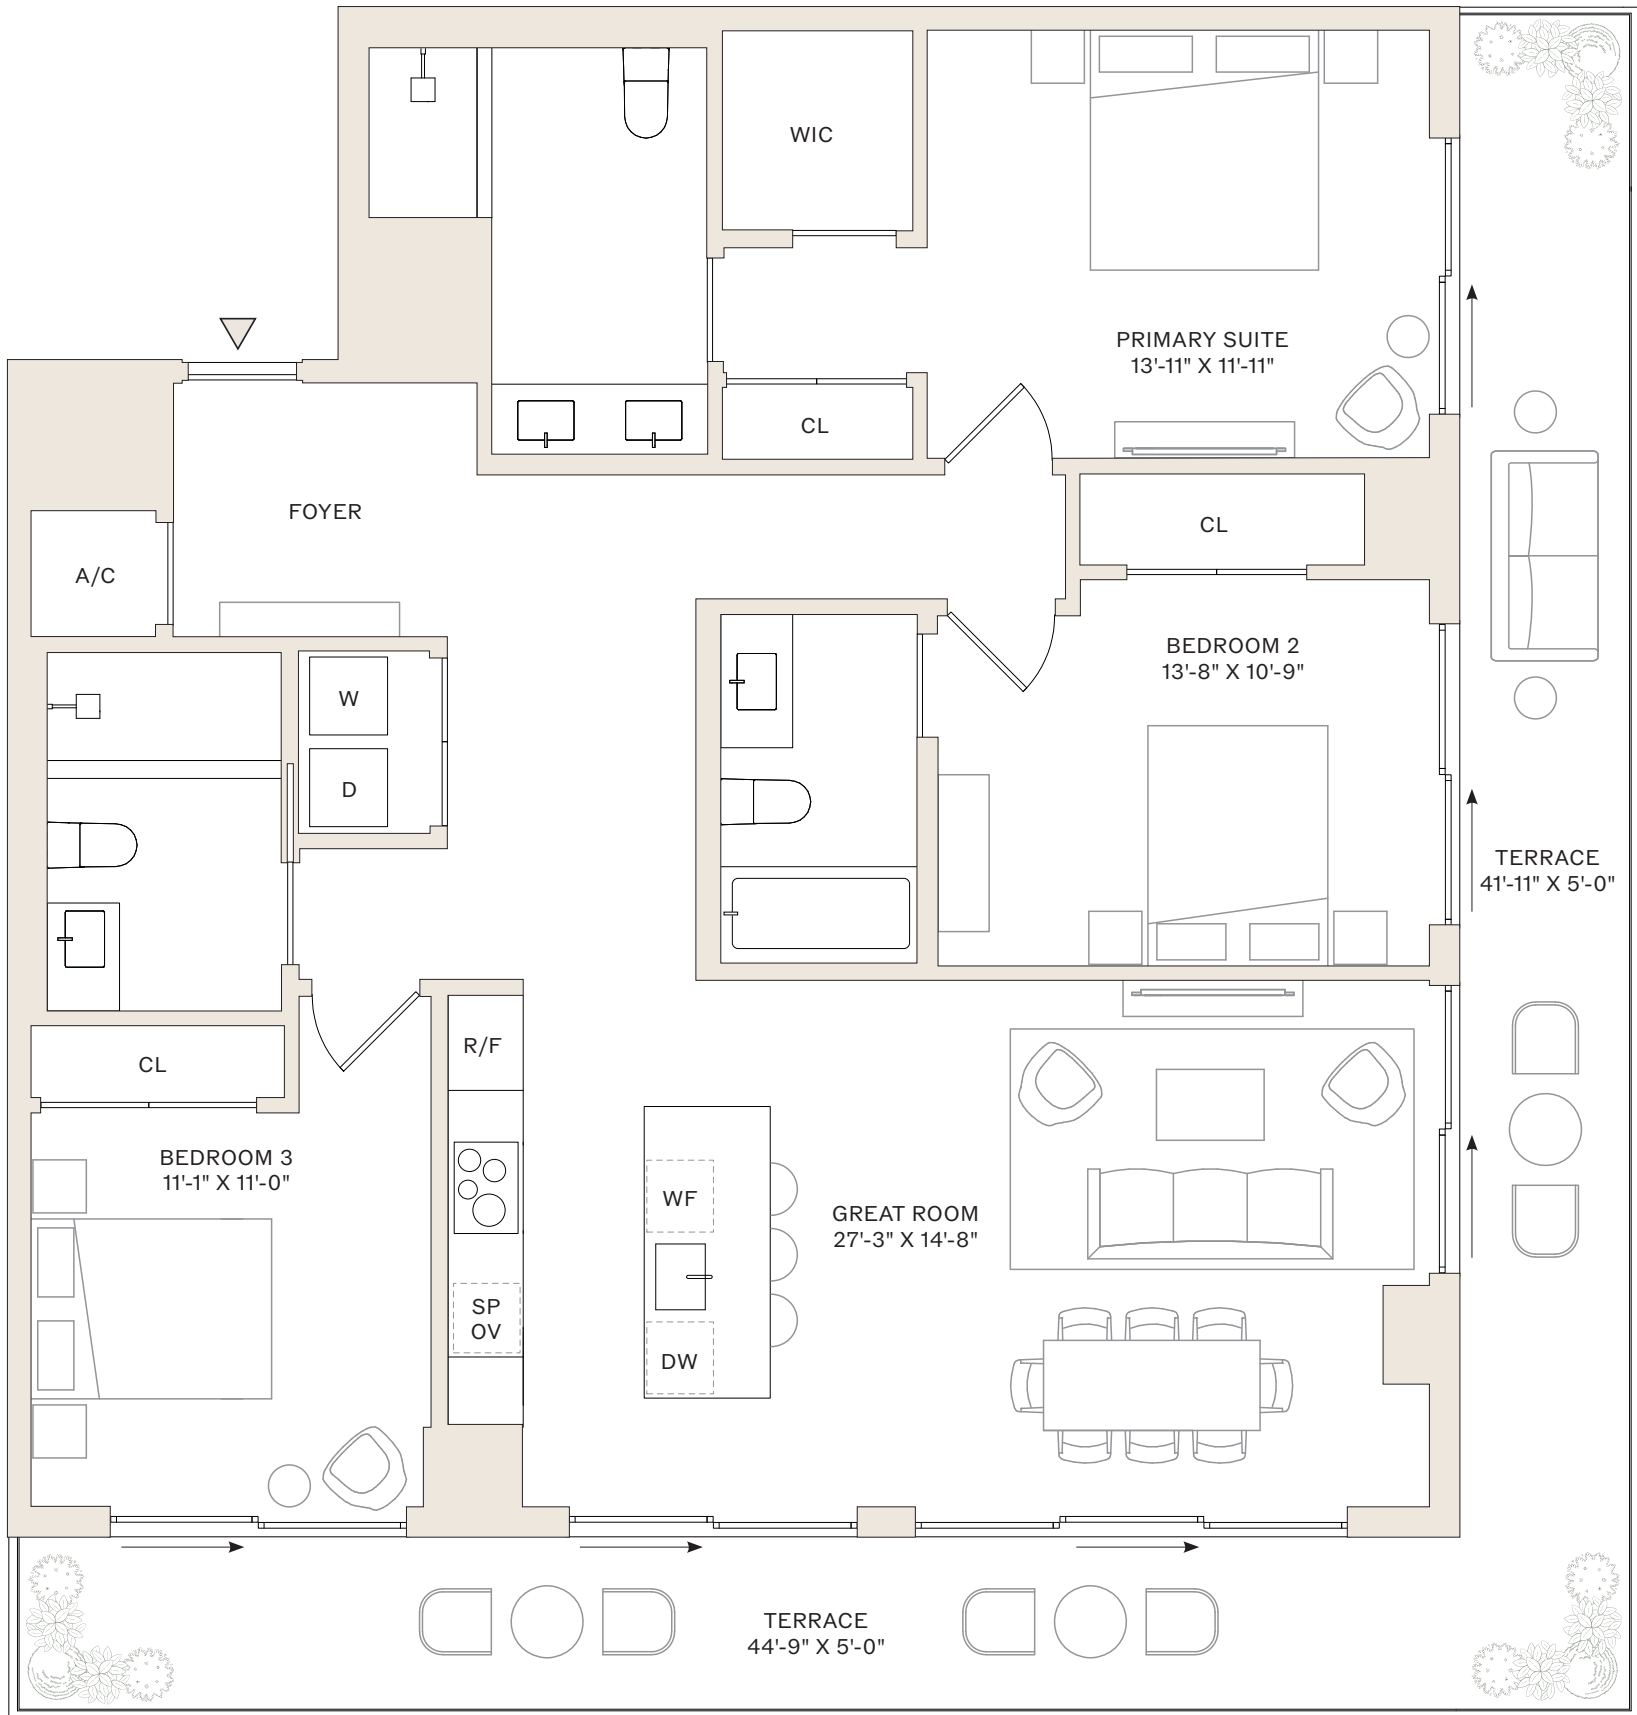 WIC
PRIMARY SUITE
13'-11" X 11'-11"
CL
FOYER
CL
A/C
BEDROOM 2
13'-8" X 10'-9"
W
D
TERRACE
41'-11" X 5'-0"
R/F
CL
BEDROOM 3
11'-1" X 11'-0"
WF
GREAT ROOM
27'-3" X 14'-8"
SP
OV
DW
TERRACE
44'-9" X 5'-0"